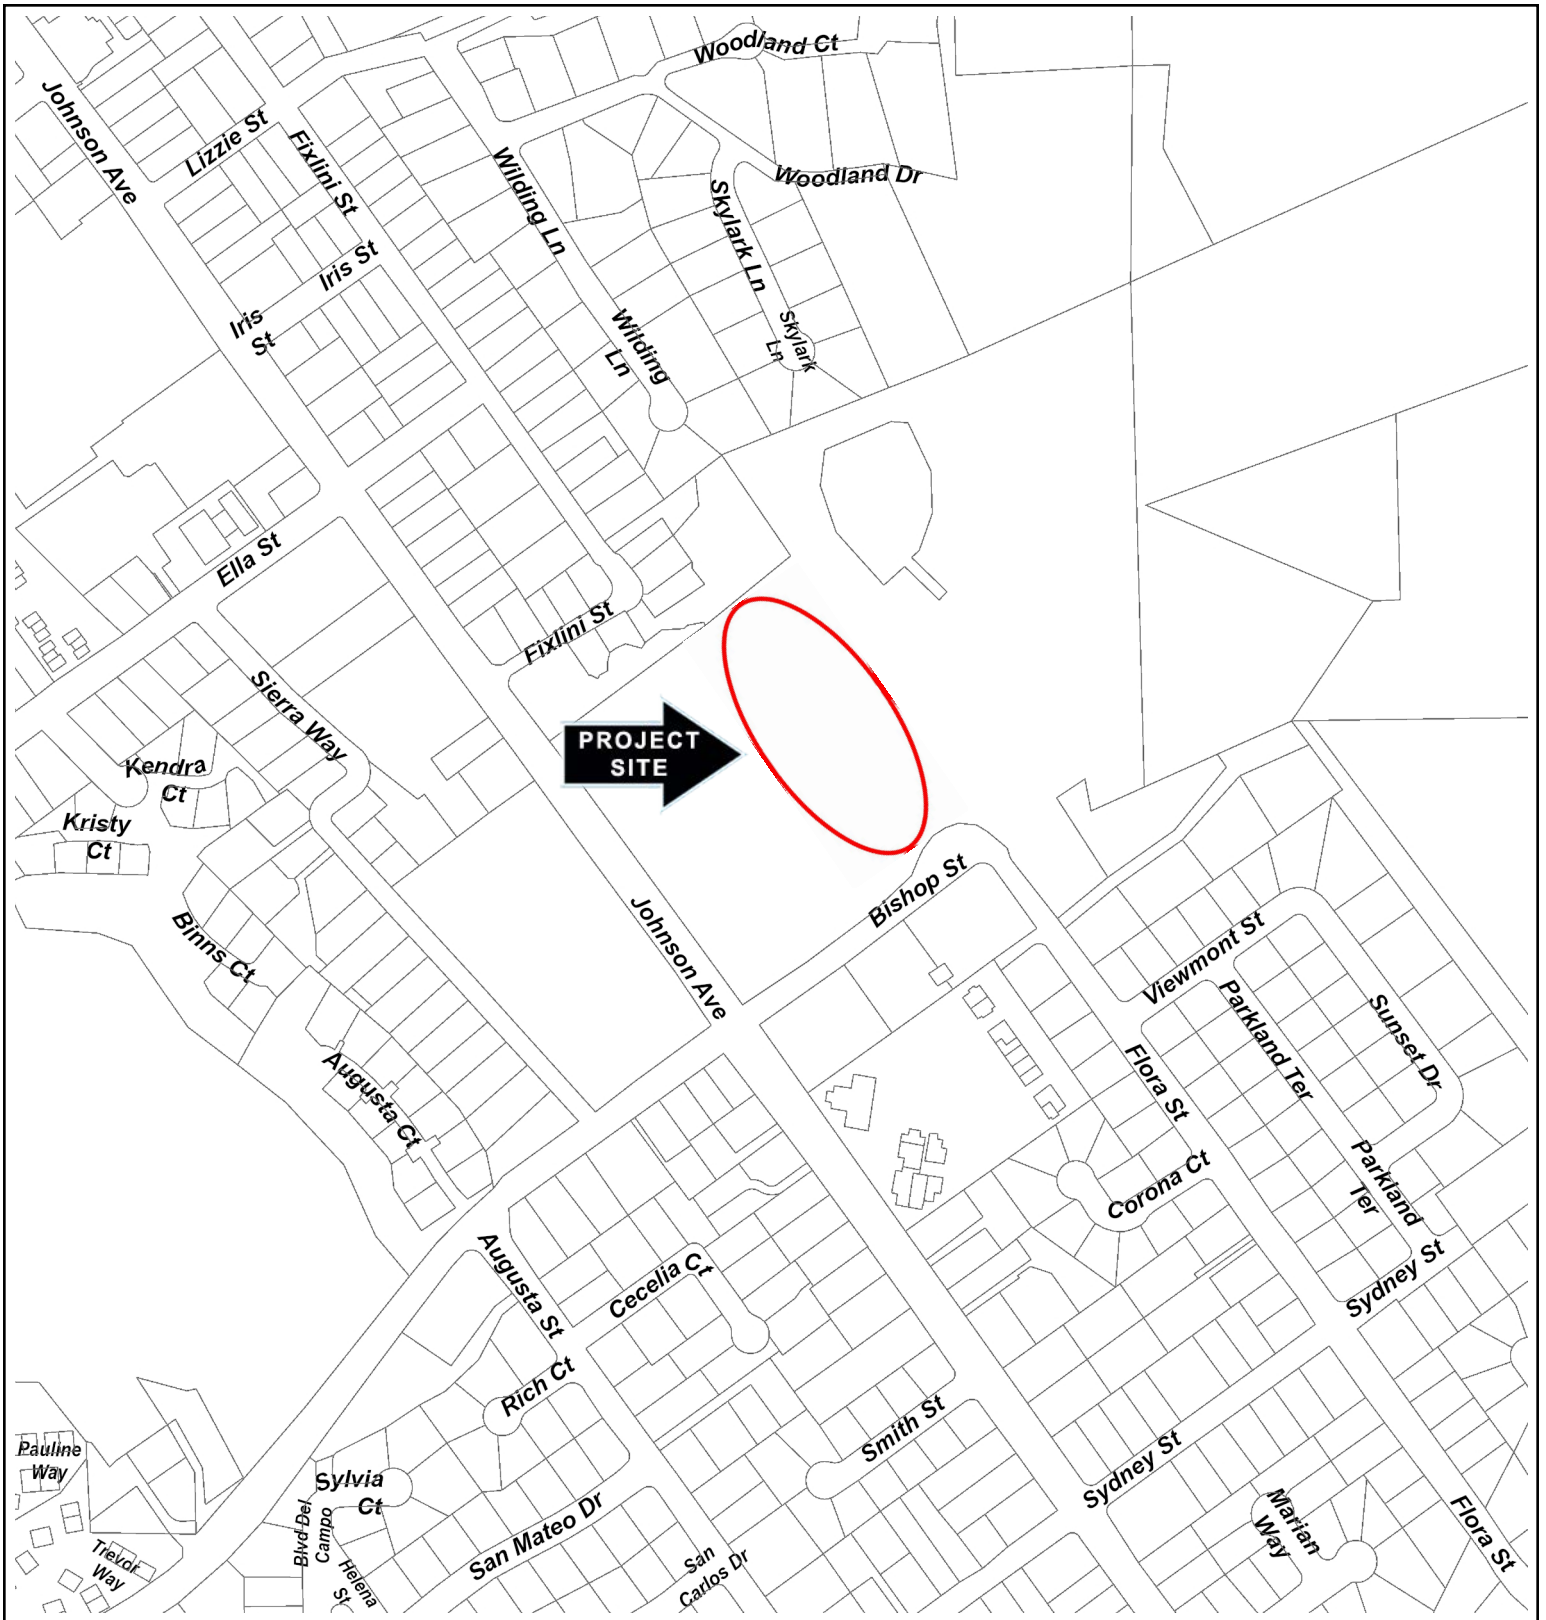 Woodland Ct
Johnson Ave
Lizzie St
Fixlini St
Wilding Ln
Woodland Dr
Skylark Ln
Iris St
Iris
St
Wilding
Ln
Skylark
Ln
Ella St
Fixlini St
Sierra Way
PROJECT
SITE
Kendra
Ct
Kristy
Ct
Bishop St
Johnson Ave
Binns Ct
Viewmont St
Parkland Ter
Sunset Dr
Flora St
Augusta Ct
Corona Ct
Parkland
Ter
Augusta St
Cecelia Ct
Sydney St
Rich Ct
Smith St
Pauline
Way
Sylvia
Ct
Sydney St
Blvd Del
Campo
San Mateo Dr
Marian
Way
Flora St
Trevor
Way
Helena
St
San
Carlos Dr